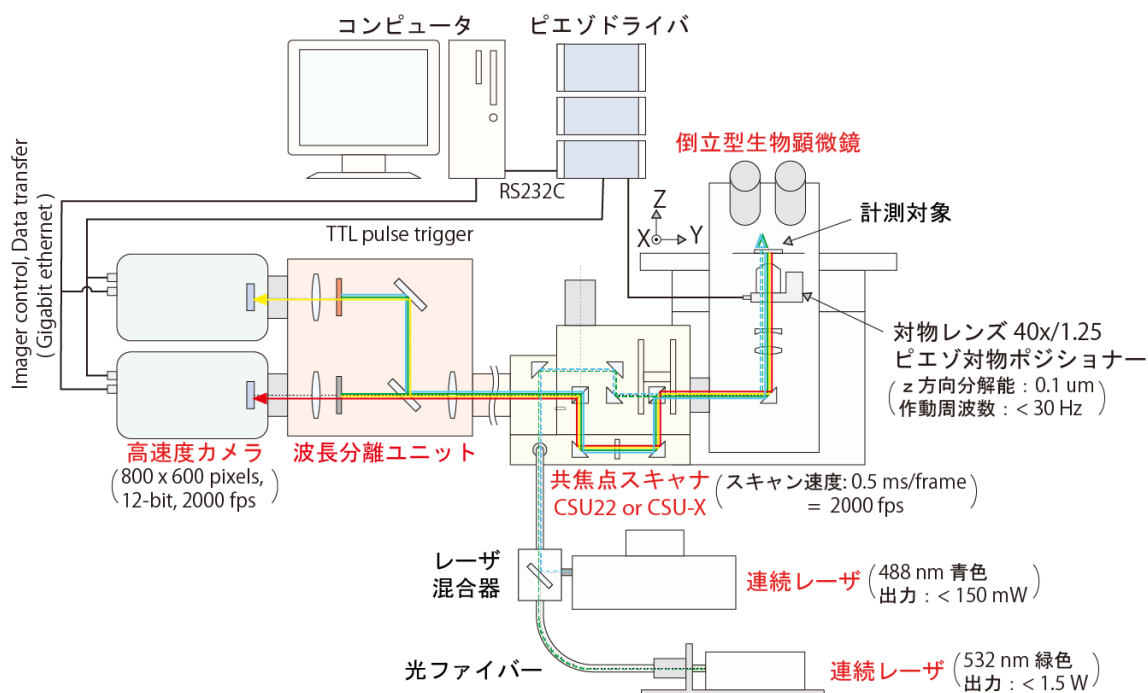 コンピュータ
ピエゾドライバ
倒立型生物顕微鏡
RS232C
Z
X
Y
計測対象
TTL pulse trigger
Imager control, Data transfer
(Gigabit ethernet)
対物レンズ 40x/1.25
ピエゾ対物ポジショナー
(z方向分解能：0.1 um
作動周波数：< 30 Hz)
高速度カメラ
(800 x 600 pixels,
12-bit, 2000 fps)
波長分離ユニット
共焦点スキャナ
CSU22 or CSU-X
(スキャン速度: 0.5 ms/frame
= 2000 fps)
レーザ
混合器
連続レーザ
(488 nm 青色
出力：< 150 mW)
光ファイバー
連続レーザ
(532 nm 緑色
出力：< 1.5 W)